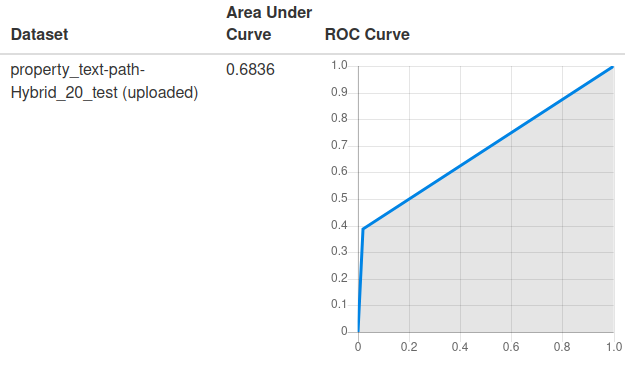 Dataset
Area Under
Curve
ROC Curve
property_text-path-
Hybrid_20_test (uploaded)
0.6836
1.0
0.9
0.8
0.7
0.6
0.5
0.4
0.3
0.2
0.1
0
0 0.2 0.4 0.6 0.8 1.0